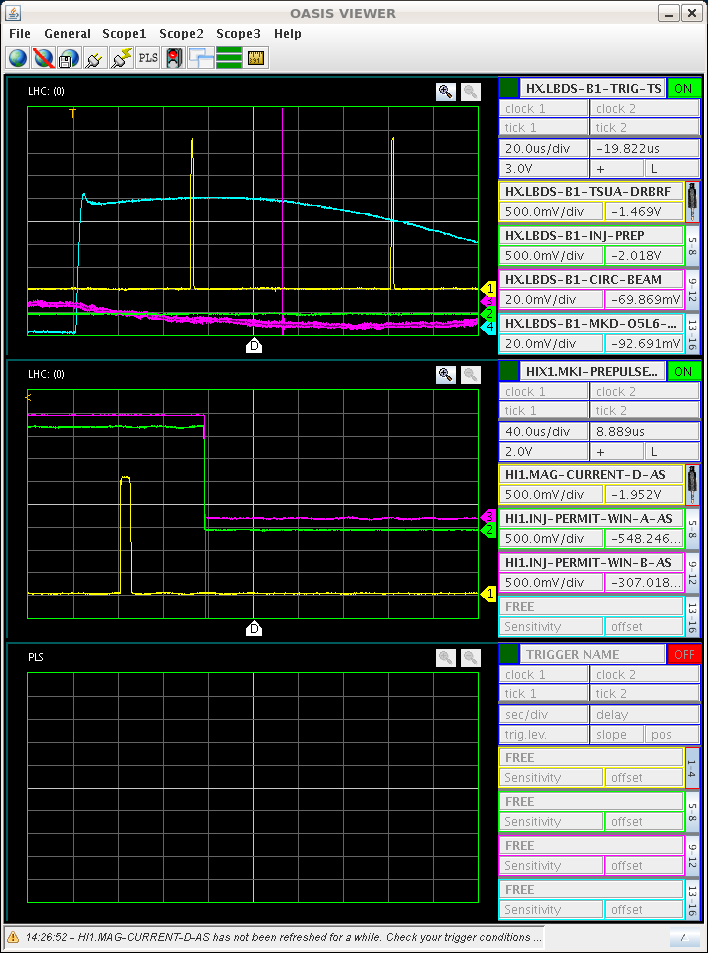 OASIS VIEWER
File General Scope1 Scope2 Scope3 Help
PLS
LHC: (0)
T
1
3
2
4
D
HX.LBDS-B1-TRIG-TS ON
clock 1 clock 2
tick 1 tick 2
20.0us/div -19.822us
3.0V + L
HX.LBDS-B1-TSUA-DRBRF
500.0mV/div -1.469V
HX.LBDS-B1-INJ-PREP
500.0mV/div -2.018V
5-8
HX.LBDS-B1-CIRC-BEAM
20.0mV/div -69.869mV
9-12
HX.LBDS-B1-MKD-O5L6-...
20.0mV/div -92.691mV
13-16
LHC: (0)
3
2
1
D
HIX1.MKI-PREPULSE... ON
clock 1 clock 2
tick 1 tick 2
40.0us/div 8.889us
2.0V + L
HI1.MAG-CURRENT-D-AS
500.0mV/div -1.952V
HI1.INJ-PERMIT-WIN-A-AS
500.0mV/div -548.246...
5-8
HI1.INJ-PERMIT-WIN-B-AS
500.0mV/div -307.018...
9-12
FREE
Sensitivity offset
13-16
PLS
TRIGGER NAME OFF
clock 1 clock 2
tick 1 tick 2
sec/div delay
trig.lev. slope pos
FREE
Sensitivity offset
1-4
FREE
Sensitivity offset
5-8
FREE
Sensitivity offset
9-12
FREE
Sensitivity offset
13-16
14:26:52 - HI1.MAG-CURRENT-D-AS has not been refreshed for a while. Check your trigger conditions ...